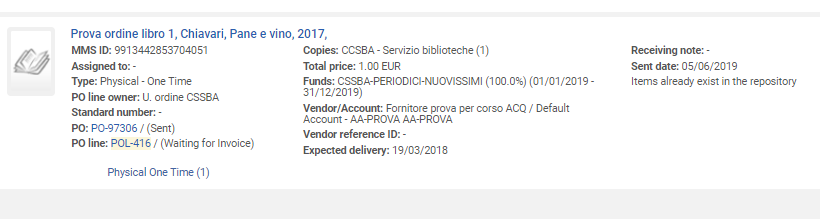 Prova ordine libro 1, Chiavari, Pane e vino, 2017,
MMS ID: 9913442853704051
Assigned to: -
Type: Physical - One Time
PO line owner: U. ordine CSSBA
Standard number: -
PO: PO-97306 / (Sent)
PO line: POL-416 / (Waiting for Invoice)
Physical One Time (1)
Copies: CCSBA - Servizio biblioteche (1)
Total price: 1.00 EUR
Funds: CSSBA-PERIODICI-NUOVISSIMI (100.0%) (01/01/2019 -
31/12/2019)
Vendor/Account: Fornitore prova per corso ACQ / Default
Account - AA-PROVA AA-PROVA
Vendor reference ID: -
Expected delivery: 19/03/2018
Receiving note: -
Sent date: 05/06/2019
Items already exist in the repository